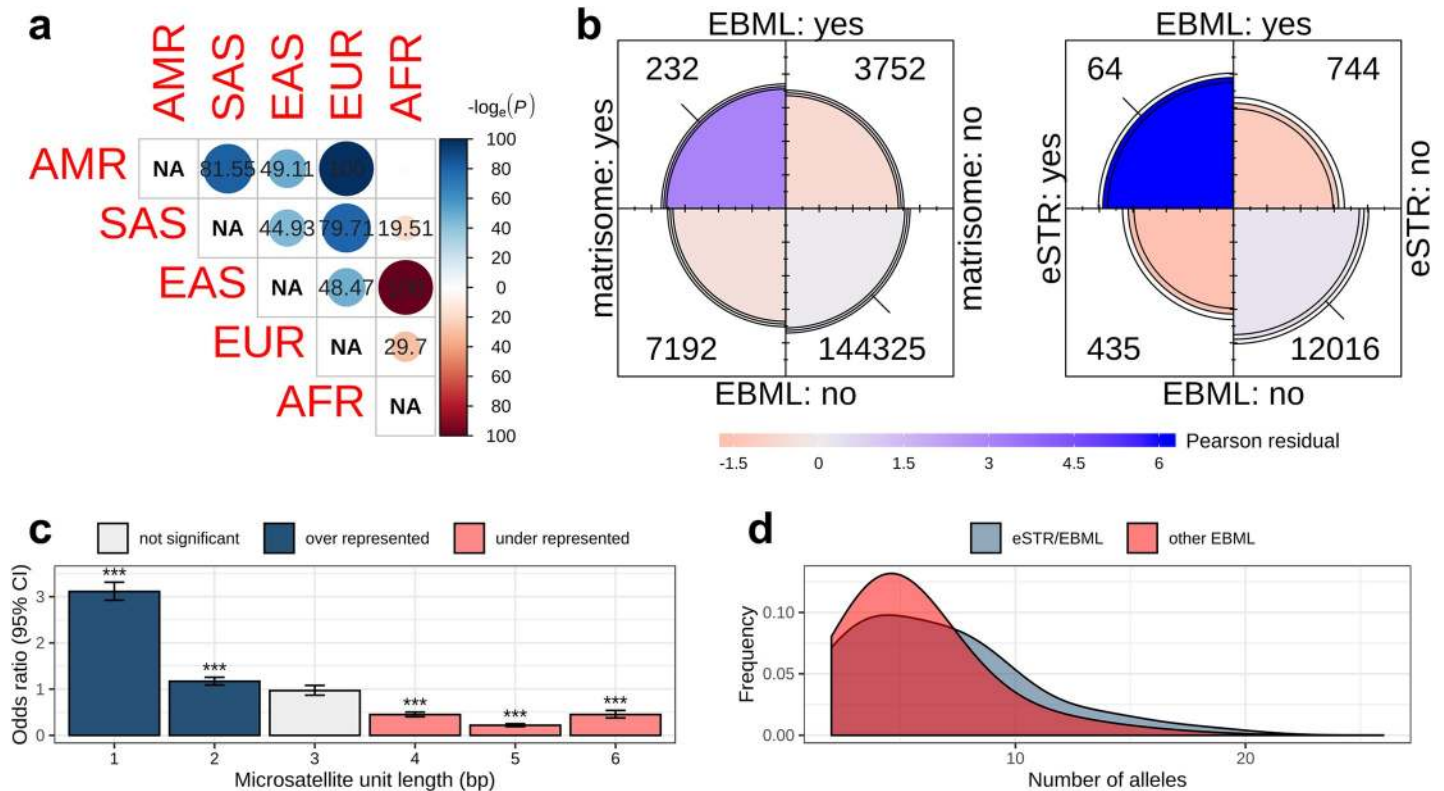 a
AMR
SAS
EAS
EUR
AFR
-logₑ(P)
AMR NA 81.55 49.11 100
SAS NA 44.93 79.71 19.51
EAS NA 48.47
EUR NA 29.7
AFR NA
100
80
60
40
20
0
20
40
60
80
100
b
EBML: yes
232 3752
matrisome: yes
matrisome: no
7192 144325
EBML: no
EBML: yes
64 744
eSTR: yes
eSTR: no
435 12016
EBML: no
Pearson residual
-1.5 0 1.5 3 4.5 6
c
not significant over represented under represented
Odds ratio (95% CI)
3
2
1
0
*** *** *** *** ***
1 2 3 4 5 6
Microsatellite unit length (bp)
d
eSTR/EBML other EBML
Frequency
0.10
0.05
0.00
10 20
Number of alleles